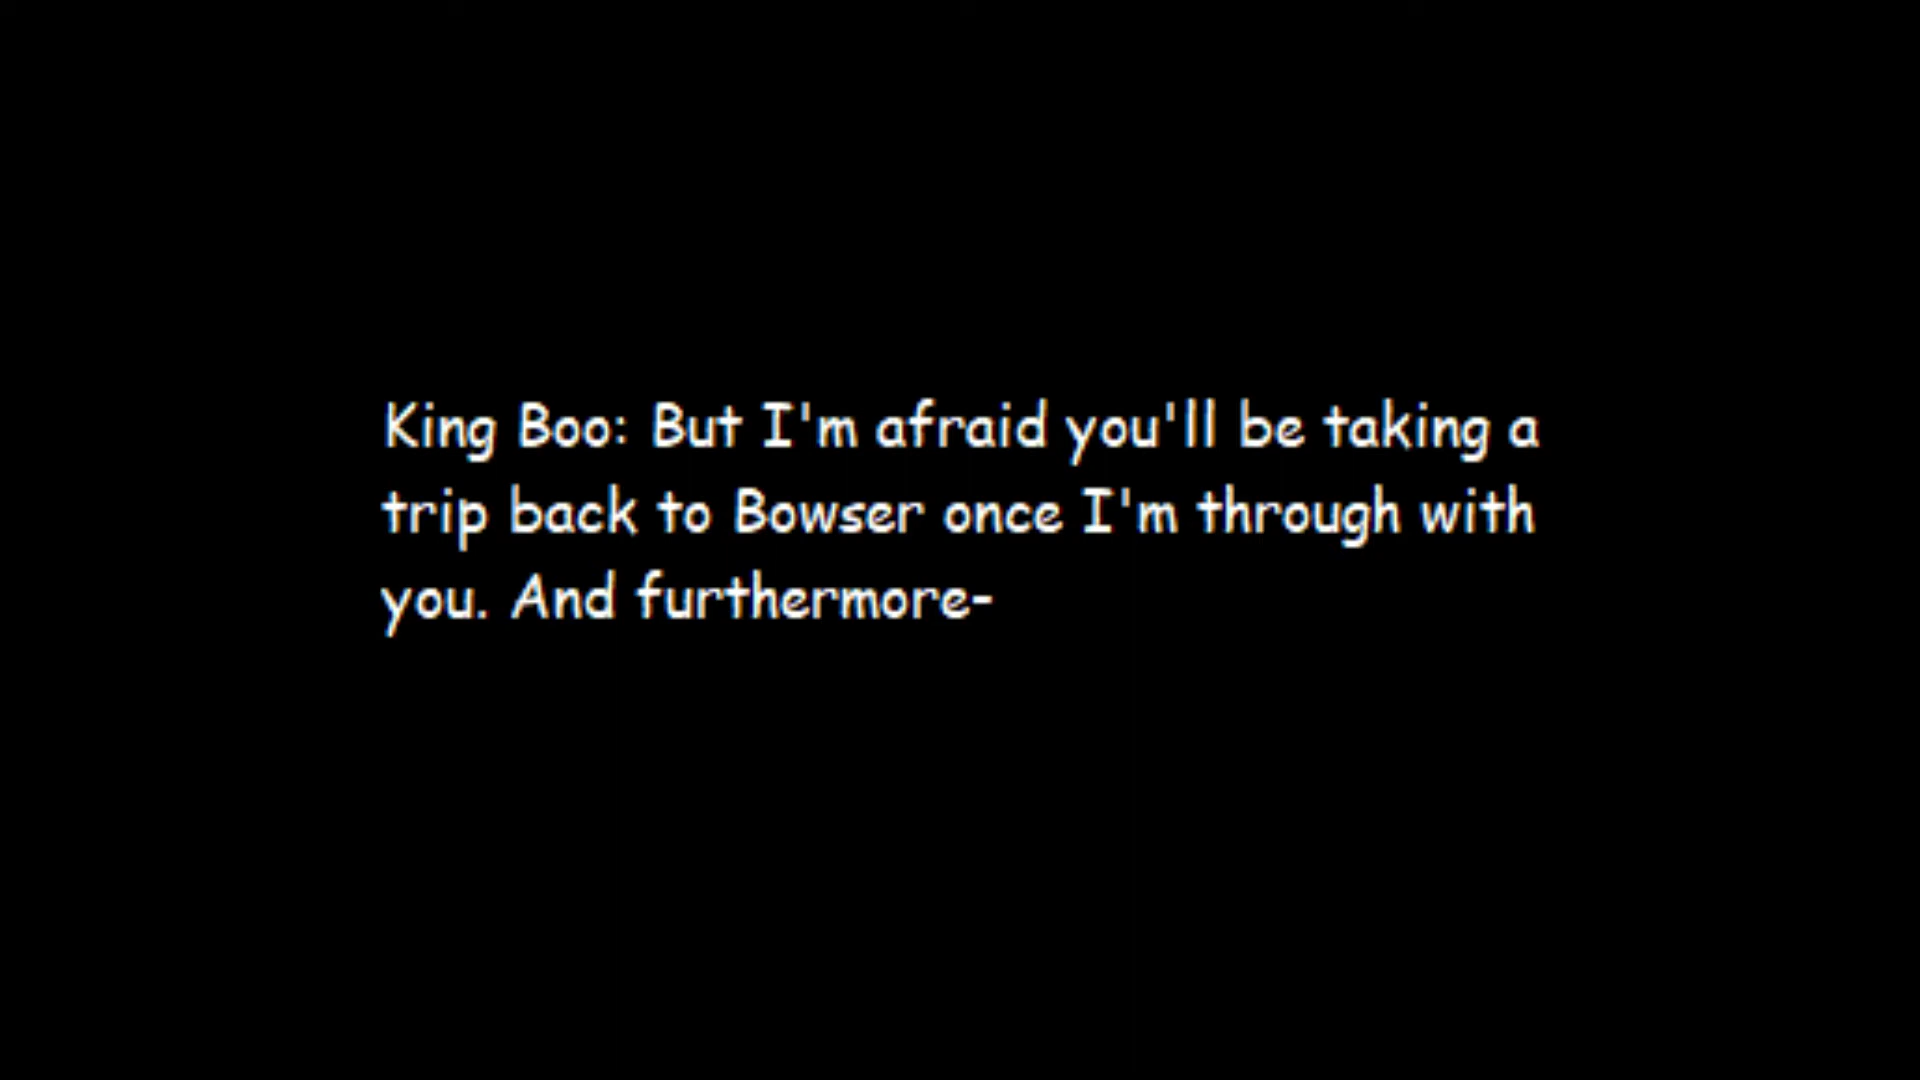 King Boo: But I'm afraid you'll be taking a
trip back to Bowser once I'm through with
you. And furthermore-